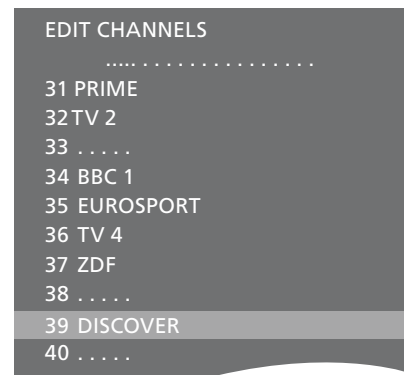 EDIT CHANNELS
..... . . . . . . . . . . . . . . .
31 PRIME
32 TV 2
33 . . . . .
34 BBC 1
35 EUROSPORT
36 TV 4
37 ZDF
38 . . . . .
39 DISCOVER
40 . . . . .